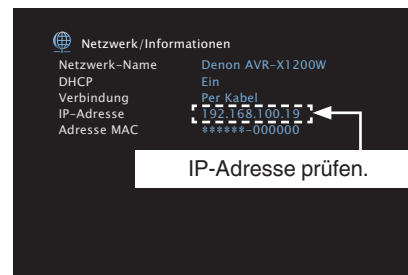 Netzwerk/Informationen
Netzwerk-Name Denon AVR-X1200W
DHCP Ein
Verbindung Per Kabel
IP-Adresse 192.168.100.19
Adresse MAC ******-000000
IP-Adresse prüfen.